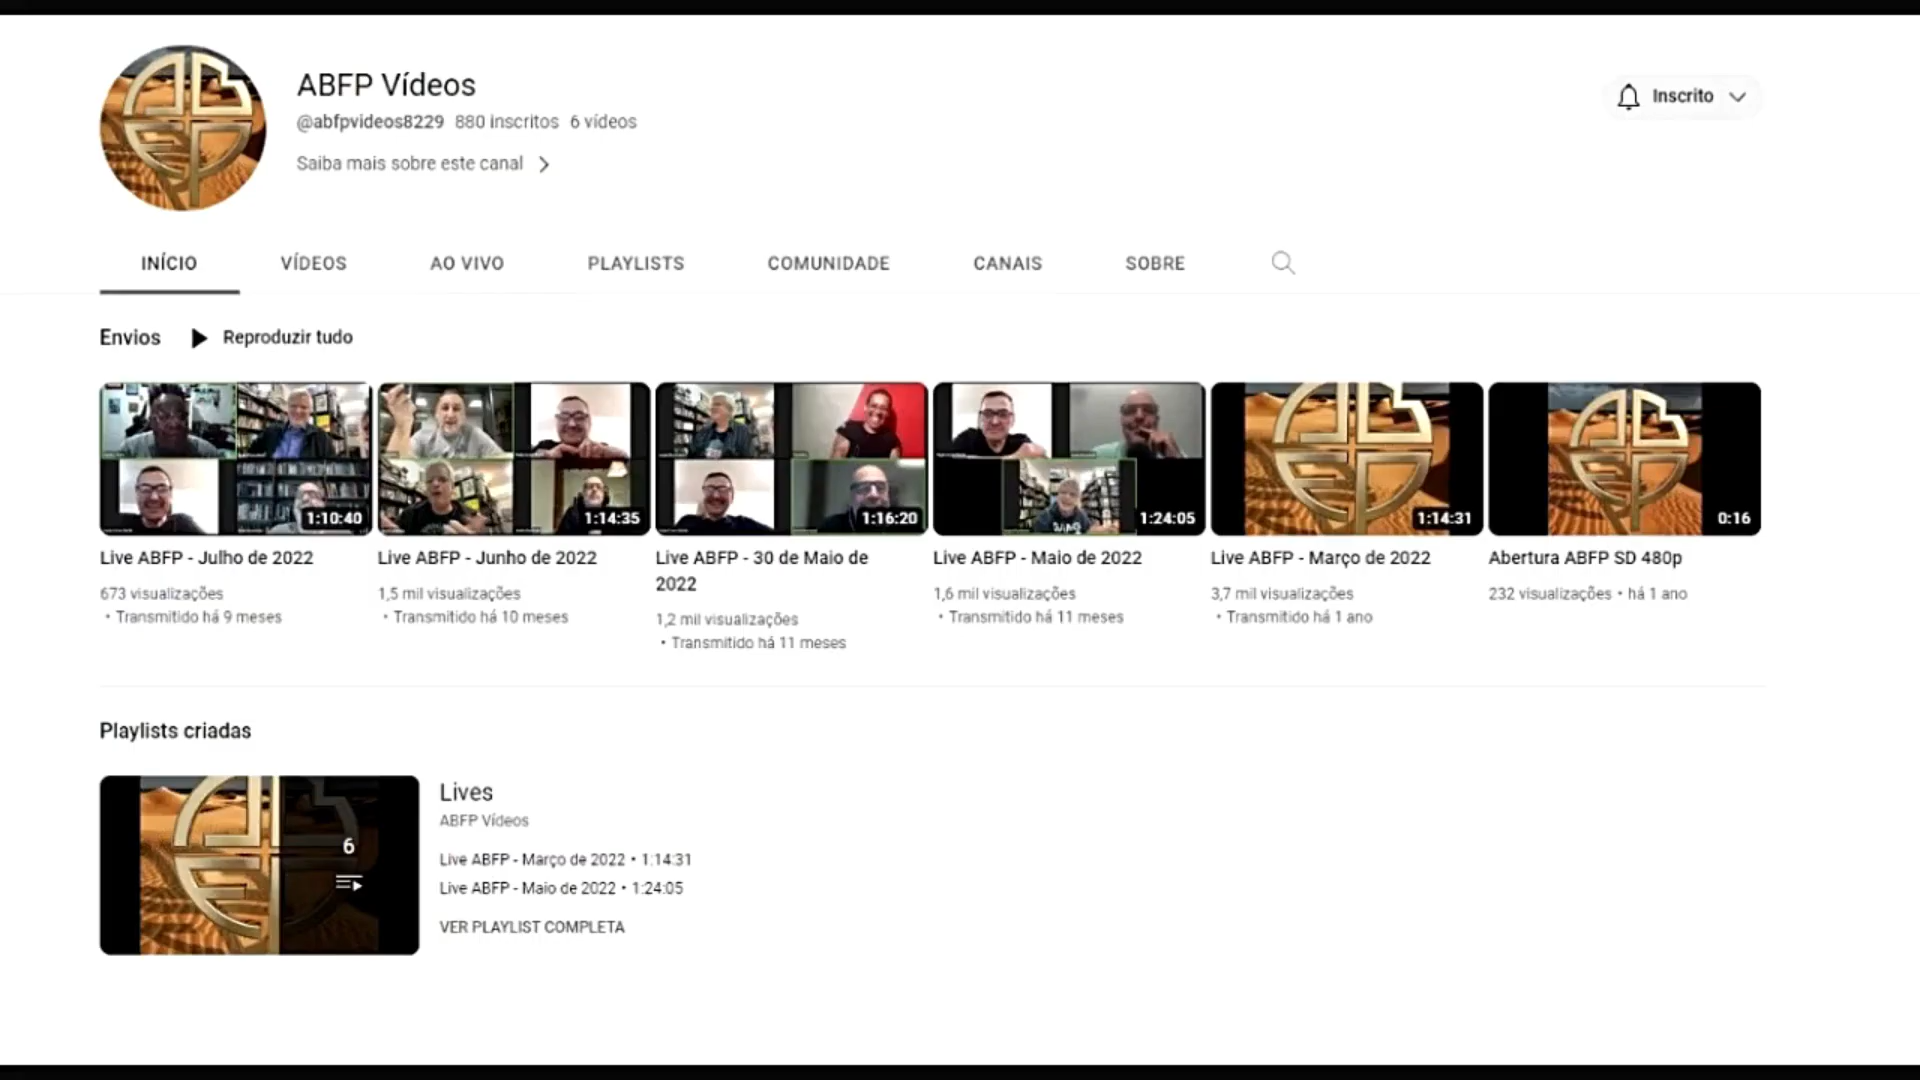 ABFP Vídeos
@abfpvideos8229 880 inscritos 6 vídeos
Saiba mais sobre este canal
Inscrito
INÍCIO VÍDEOS AO VIVO PLAYLISTS COMUNIDADE CANAIS SOBRE
Envios Reproduzir tudo
1:10:40 1:14:35 1:16:20 1:24:05 1:14:31 0:16
Live ABFP - Julho de 2022
673 visualizações
• Transmitido há 9 meses
Live ABFP - Junho de 2022
1,5 mil visualizações
• Transmitido há 10 meses
Live ABFP - 30 de Maio de
2022
1,2 mil visualizações
• Transmitido há 11 meses
Live ABFP - Maio de 2022
1,6 mil visualizações
• Transmitido há 11 meses
Live ABFP - Março de 2022
3,7 mil visualizações
• Transmitido há 1 ano
Abertura ABFP SD 480p
232 visualizações • há 1 ano
Playlists criadas
6
Lives
ABFP Vídeos
Live ABFP - Março de 2022 • 1:14:31
Live ABFP - Maio de 2022 • 1:24:05
VER PLAYLIST COMPLETA